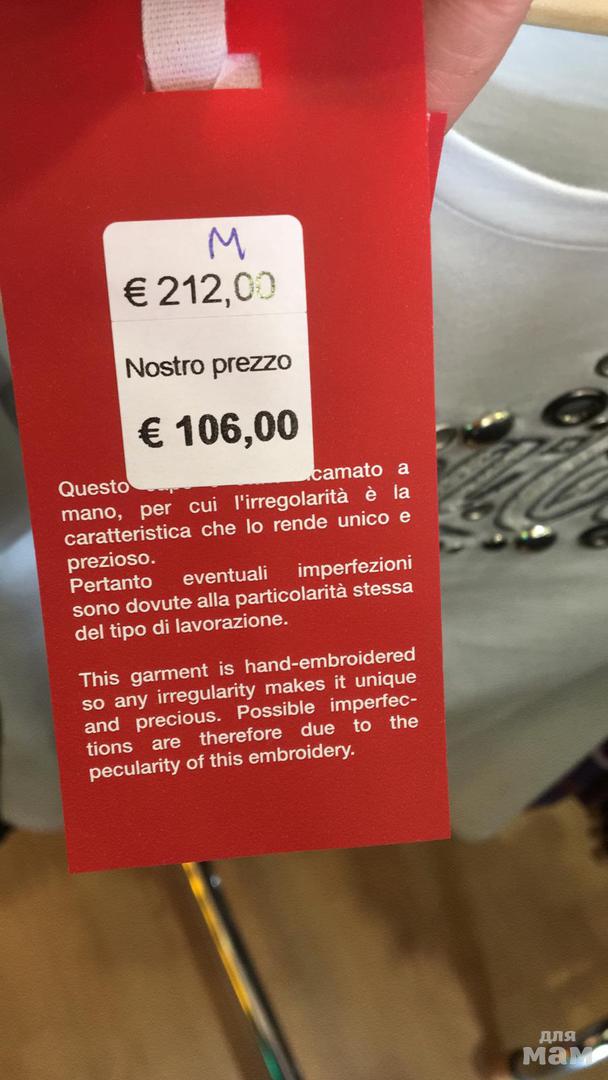 M
€ 212,00
Nostro prezzo
€ 106,00
Questo camato a
mano, per cui l'irregolarità è la
caratteristica che lo rende unico e
prezioso.
Pertanto eventuali imperfezioni
sono dovute alla particolarità stessa
del tipo di lavorazione.
This garment is hand-embroidered
so any irregularity makes it unique
and precious. Possible imperfec-
tions are therefore due to the
pecularity of this embroidery.
для
мам